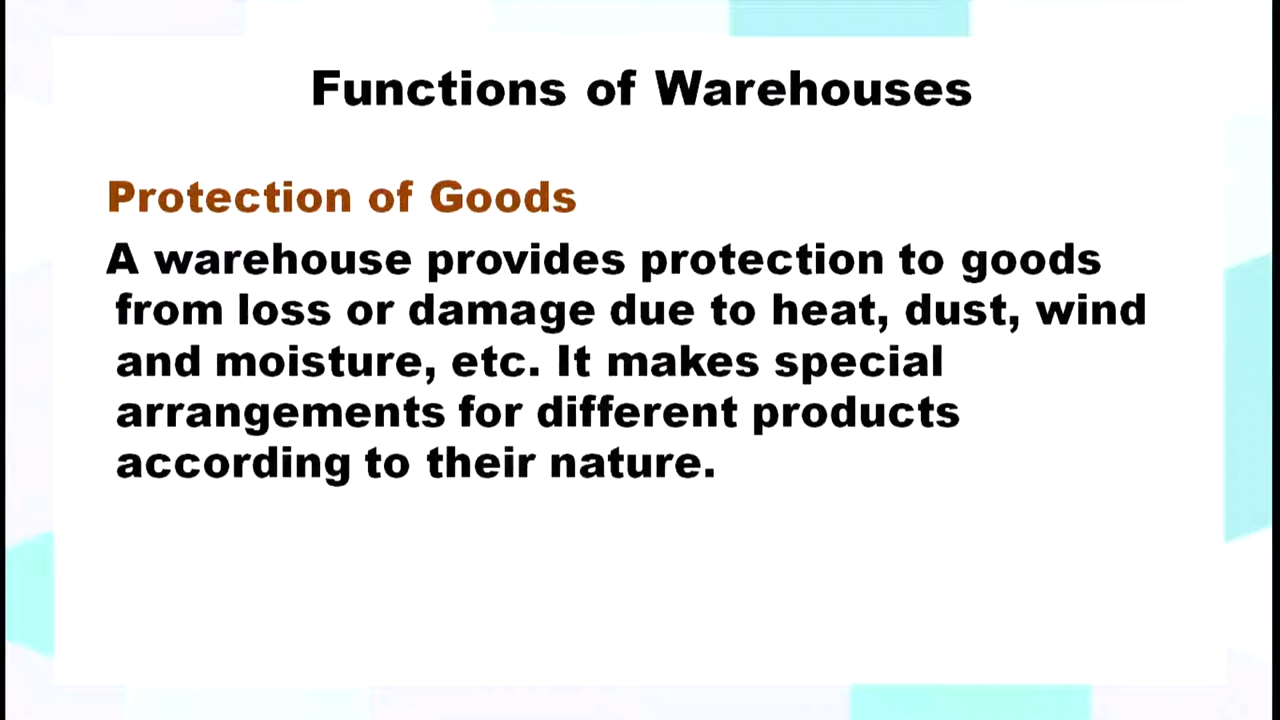 Functions of Warehouses
Protection of Goods
A warehouse provides protection to goods
from loss or damage due to heat, dust, wind
and moisture, etc. It makes special
arrangements for different products
according to their nature.